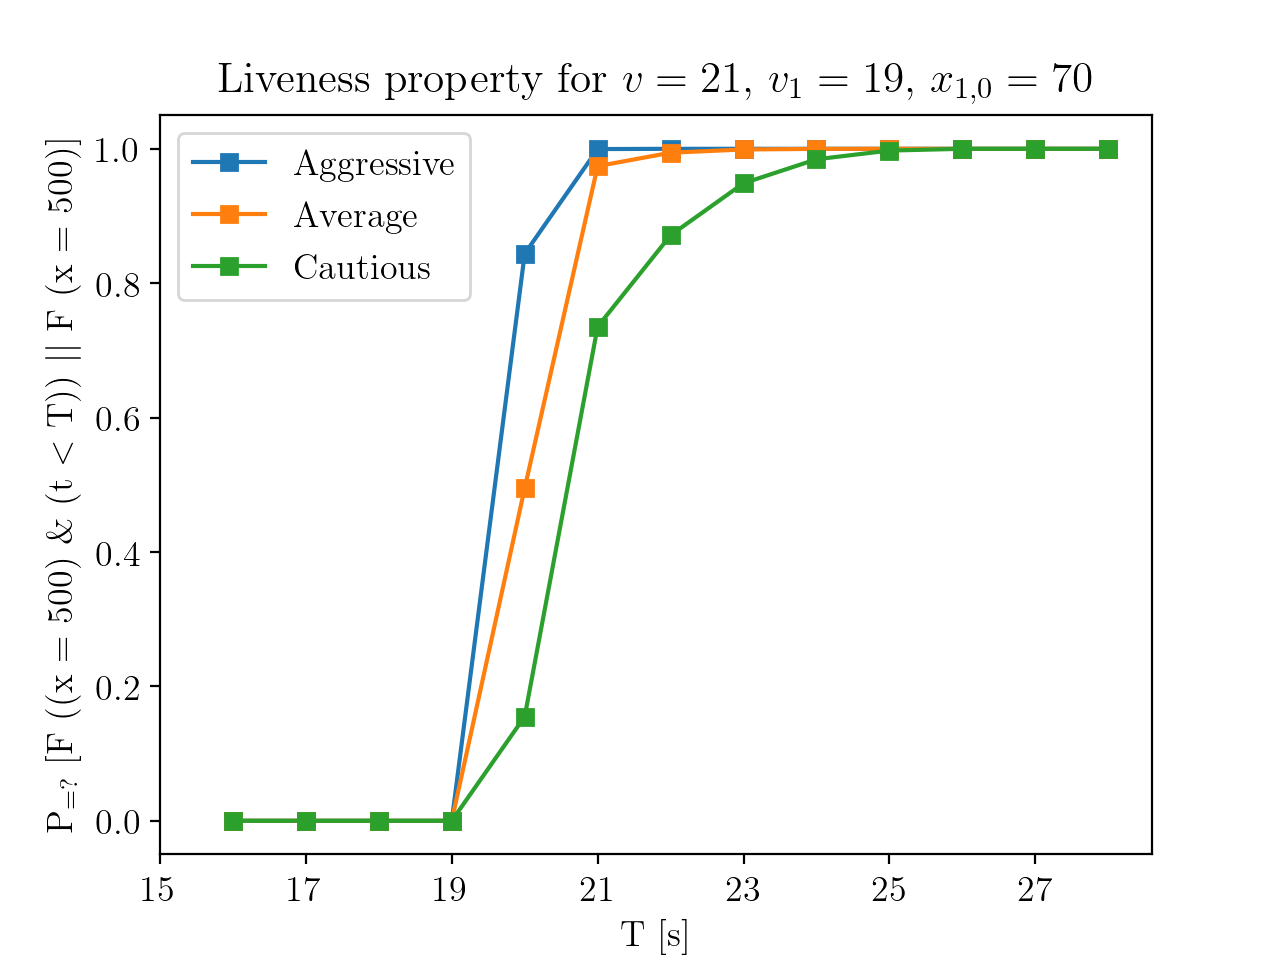 Liveness property for v = 21, v₁ = 19, x₁,₀ = 70
Aggressive
Average
Cautious
P=? [F ((x = 500) & (t < T)) || F (x = 500)]
1.0
0.8
0.6
0.4
0.2
0.0
15 17 19 21 23 25 27
T [s]